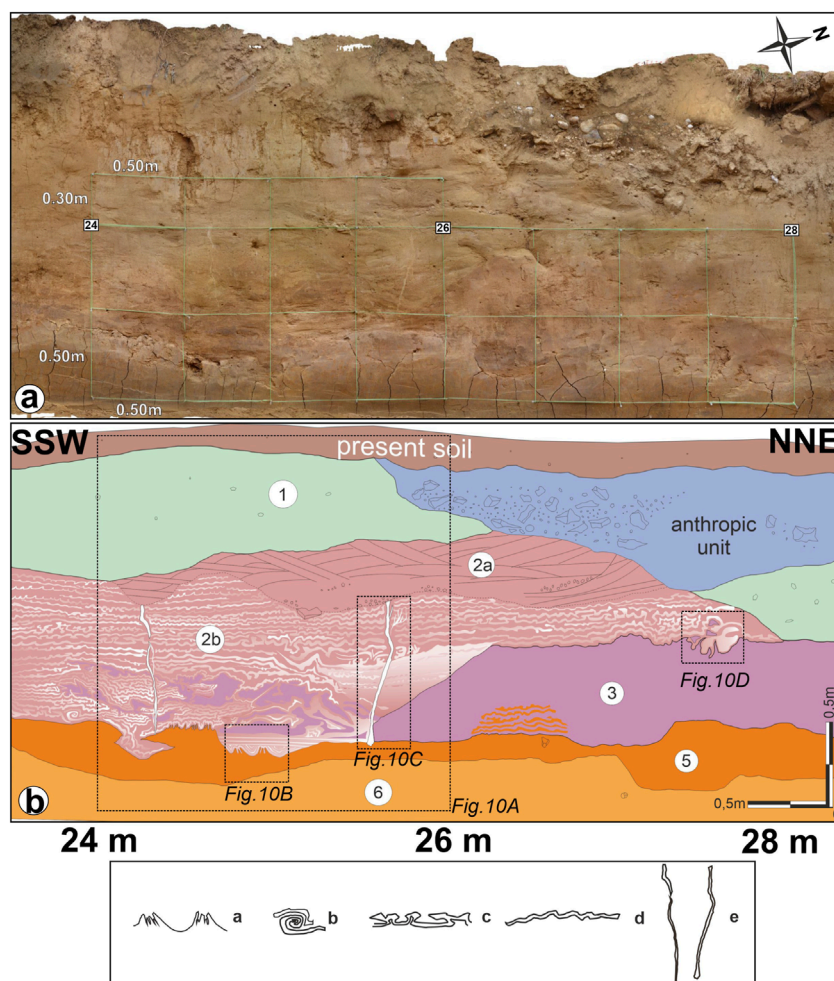 N
0.50m
0.30m
24
26
28
0.50m
0.50m
a
SSW
present soil
NNE
1
anthropic
unit
2a
2b
3
Fig.10D
Fig.10C
5
0.5m
Fig.10B
6
Fig.10A
0,5m
b
24 m
26 m
28 m
a
b
c
d
e